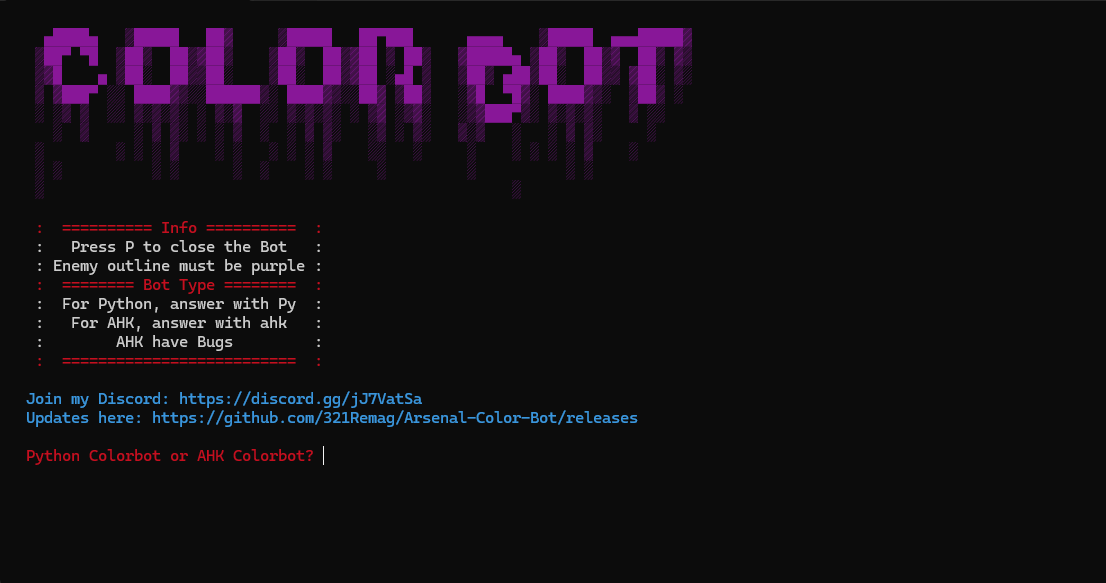 COLOR BOT
: ========== Info ========== :
: Press P to close the Bot :
: Enemy outline must be purple :
: ======== Bot Type ======== :
: For Python, answer with Py :
: For AHK, answer with ahk :
: AHK have Bugs :
: ========================== :
Join my Discord: https://discord.gg/jJ7VatSa
Updates here: https://github.com/321Remag/Arsenal-Color-Bot/releases
Python Colorbot or AHK Colorbot?